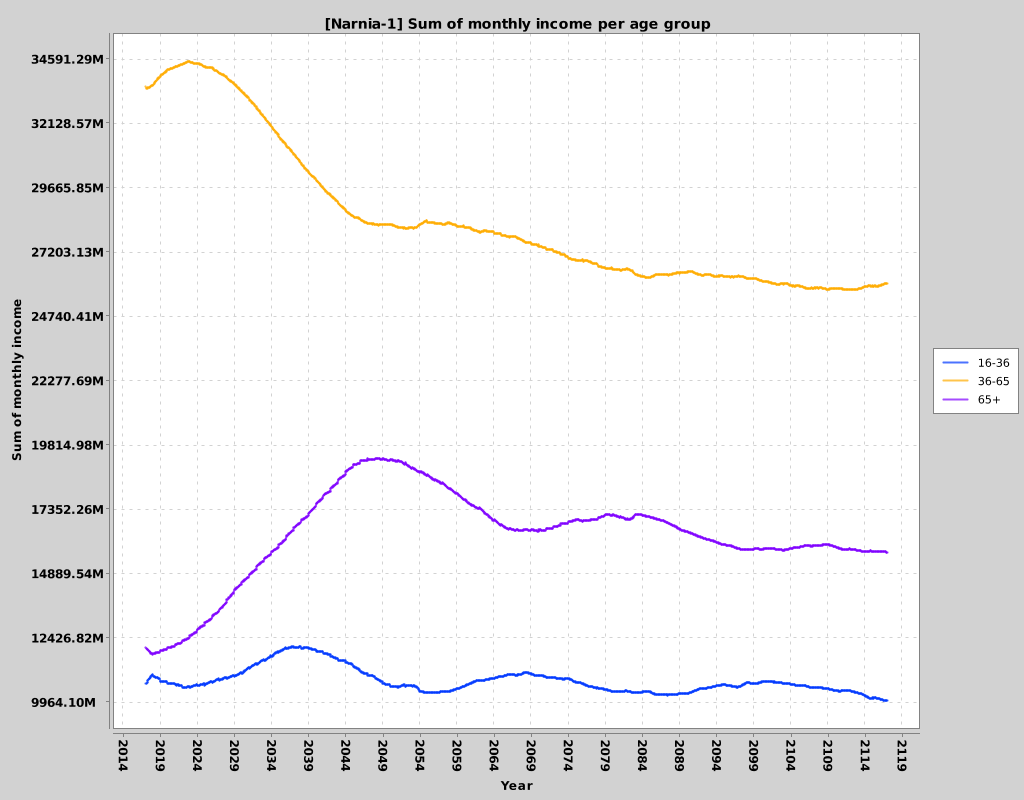 [Narnia-1] Sum of monthly income per age group
34591.29M
32128.57M
29665.85M
27203.13M
24740.41M
22277.69M
19814.98M
17352.26M
14889.54M
12426.82M
9964.10M
Sum of monthly income
2014
2019
2024
2029
2034
2039
2044
2049
2054
2059
2064
2069
2074
2079
2084
2089
2094
2099
2104
2109
2114
2119
Year
16-36
36-65
65+